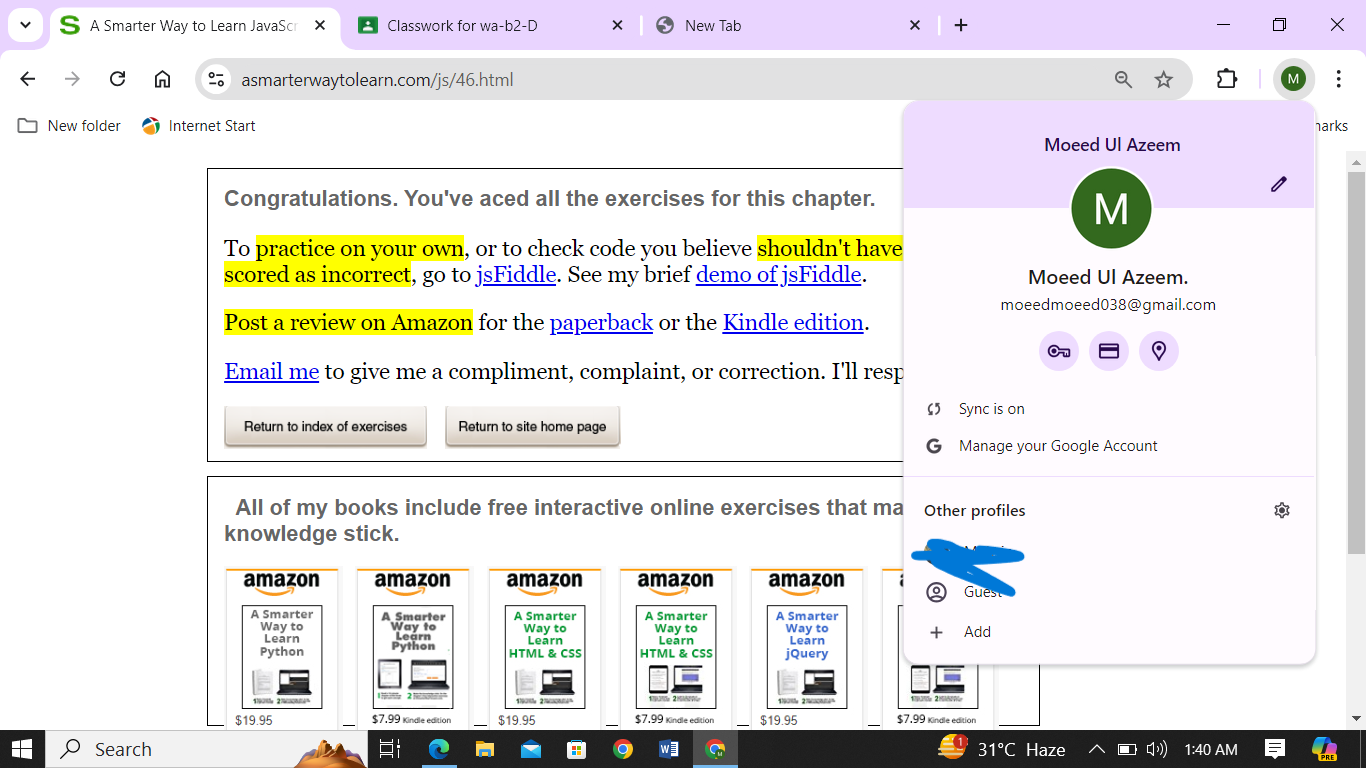 A Smarter Way to Learn JavaScr
Classwork for wa-b2-D
New Tab
asmarterwaytolearn.com/js/46.html
M
New folder
Internet Start
Congratulations. You've aced all the exercises for this chapter.
To practice on your own, or to check code you believe shouldn't have
scored as incorrect, go to jsFiddle. See my brief demo of jsFiddle.
Post a review on Amazon for the paperback or the Kindle edition.
Email me to give me a compliment, complaint, or correction. I'll
Return to index of exercises
Return to site home page
All of my books include free interactive online exercises that
knowledge stick.
amazon
A Smarter
Way to
Learn
Python
$19.95
amazon
A Smarter
Way to
Learn
Python
$7.99 Kindle edition
amazon
A Smarter
Way to
Learn
HTML & CSS
$19.95
amazon
A Smarter
Way to
Learn
HTML & CSS
$7.99 Kindle edition
amazon
A Smarter
Way to
Learn
jQuery
$19.95
$7.99 Kindle edition
Moeed Ul Azeem
M
Moeed Ul Azeem.
moeedmoeed038@gmail.com
Sync is on
Manage your Google Account
Other profiles
Guest
Add
Search
1
31°C Haze
1:40 AM
PRE